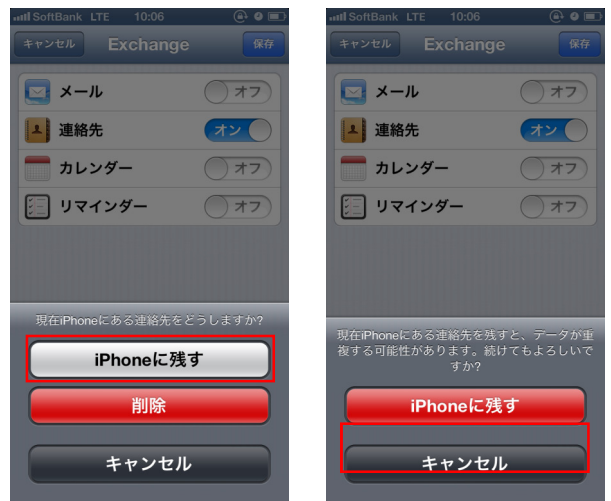 SoftBank LTE 10:06
キャンセル Exchange 保存
メール オフ
連絡先 オン
カレンダー オフ
リマインダー オフ
現在iPhoneにある連絡先をどうしますか?
iPhoneに残す
削除
キャンセル
SoftBank LTE 10:06
キャンセル Exchange 保存
メール オフ
連絡先 オン
カレンダー オフ
リマインダー オフ
現在iPhoneにある連絡先を残すと、データが重
複する可能性があります。続けてもよろしいで
すか?
iPhoneに残す
キャンセル